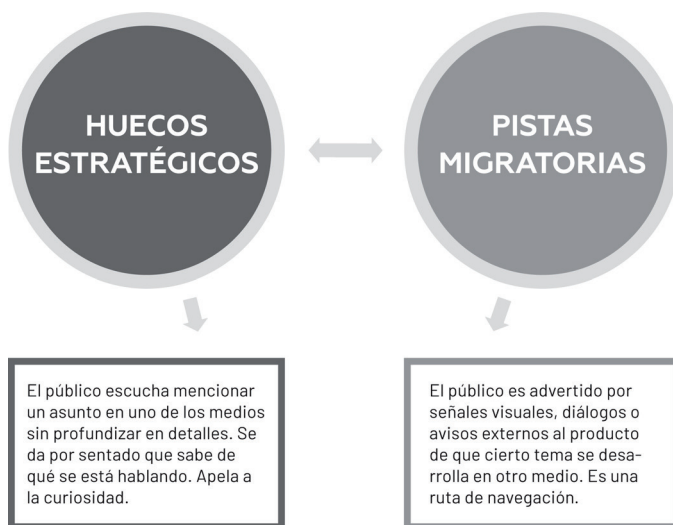 HUECOS
ESTRATÉGICOS
PISTAS
MIGRATORIAS
El público escucha mencionar
un asunto en uno de los medios
sin profundizar en detalles. Se
da por sentado que sabe de
qué se está hablando. Apela a
la curiosidad.
El público es advertido por
señales visuales, diálogos o
avisos externos al producto
de que cierto tema se desa-
rrolla en otro medio. Es una
ruta de navegación.